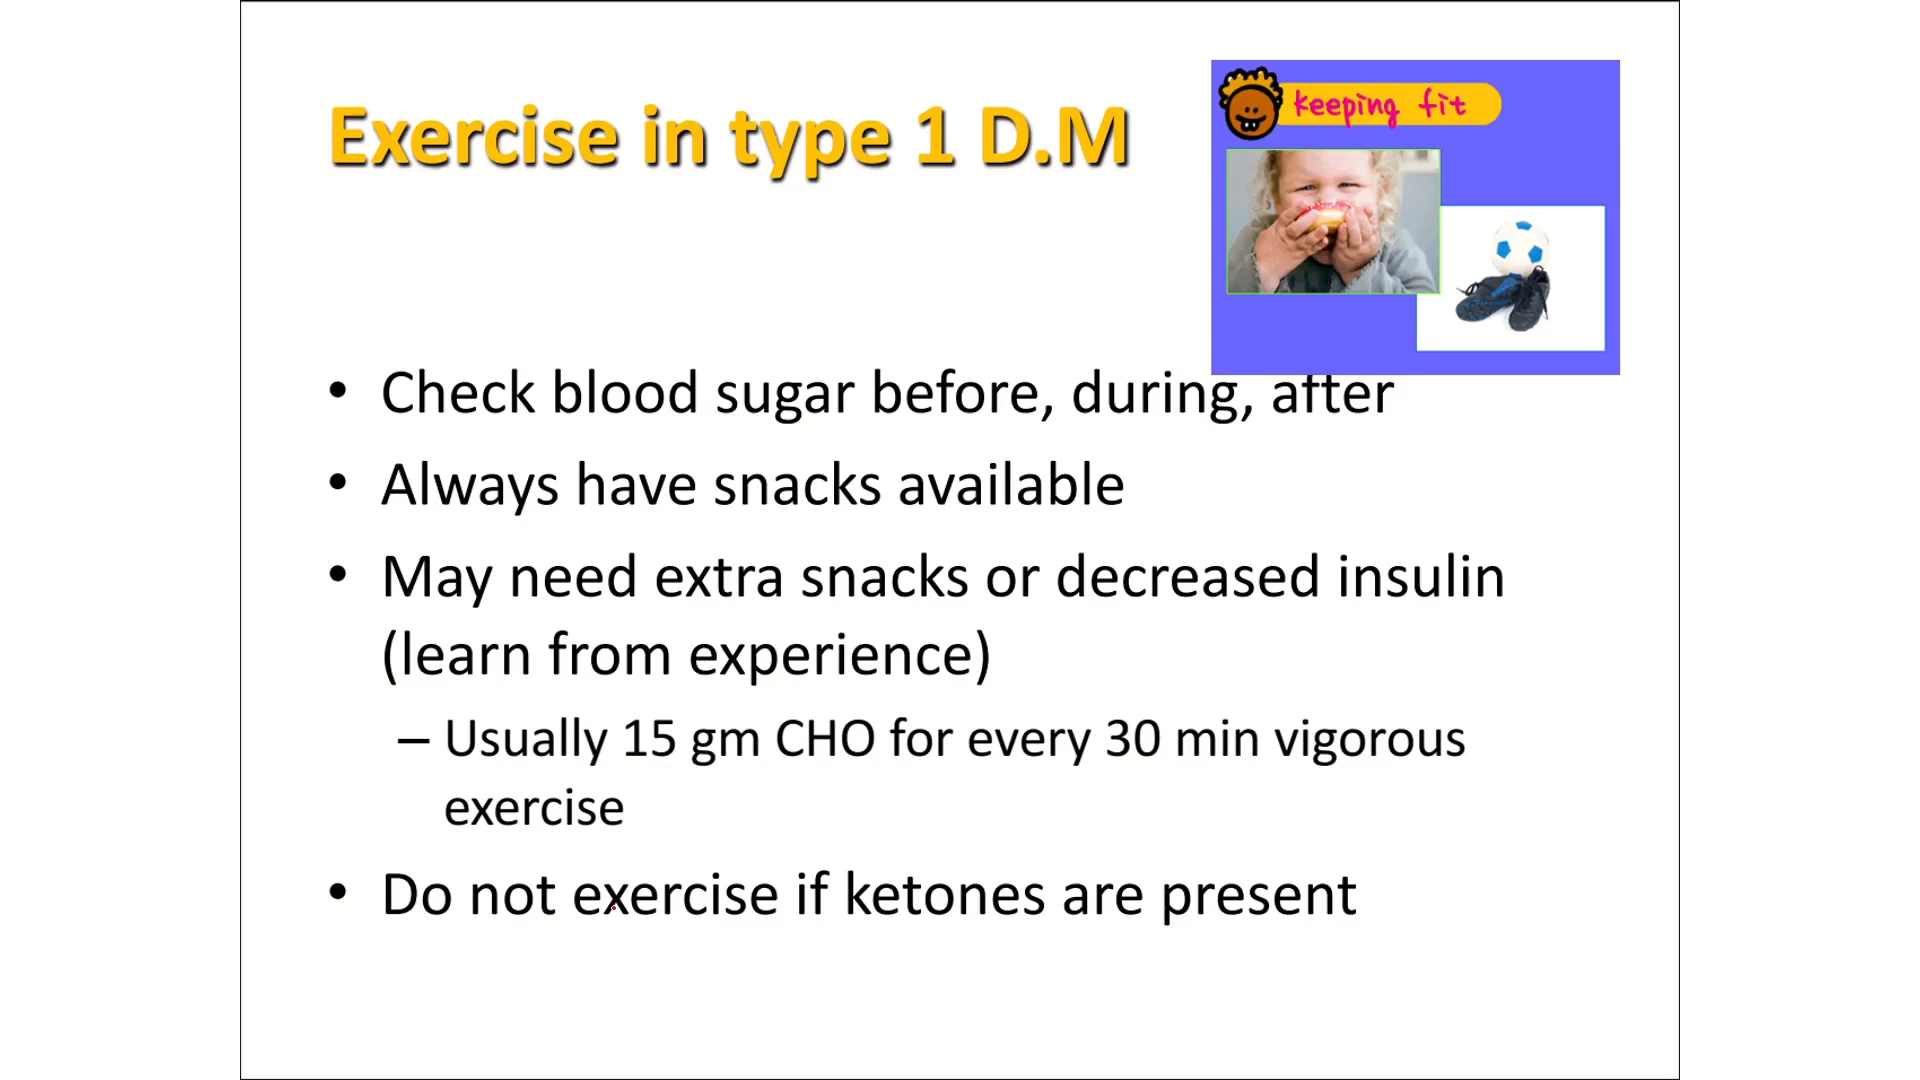 Exercise in type 1 D.M
keeping fit
• Check blood sugar before, during, after
• Always have snacks available
• May need extra snacks or decreased insulin
(learn from experience)
– Usually 15 gm CHO for every 30 min vigorous
exercise
• Do not exercise if ketones are present